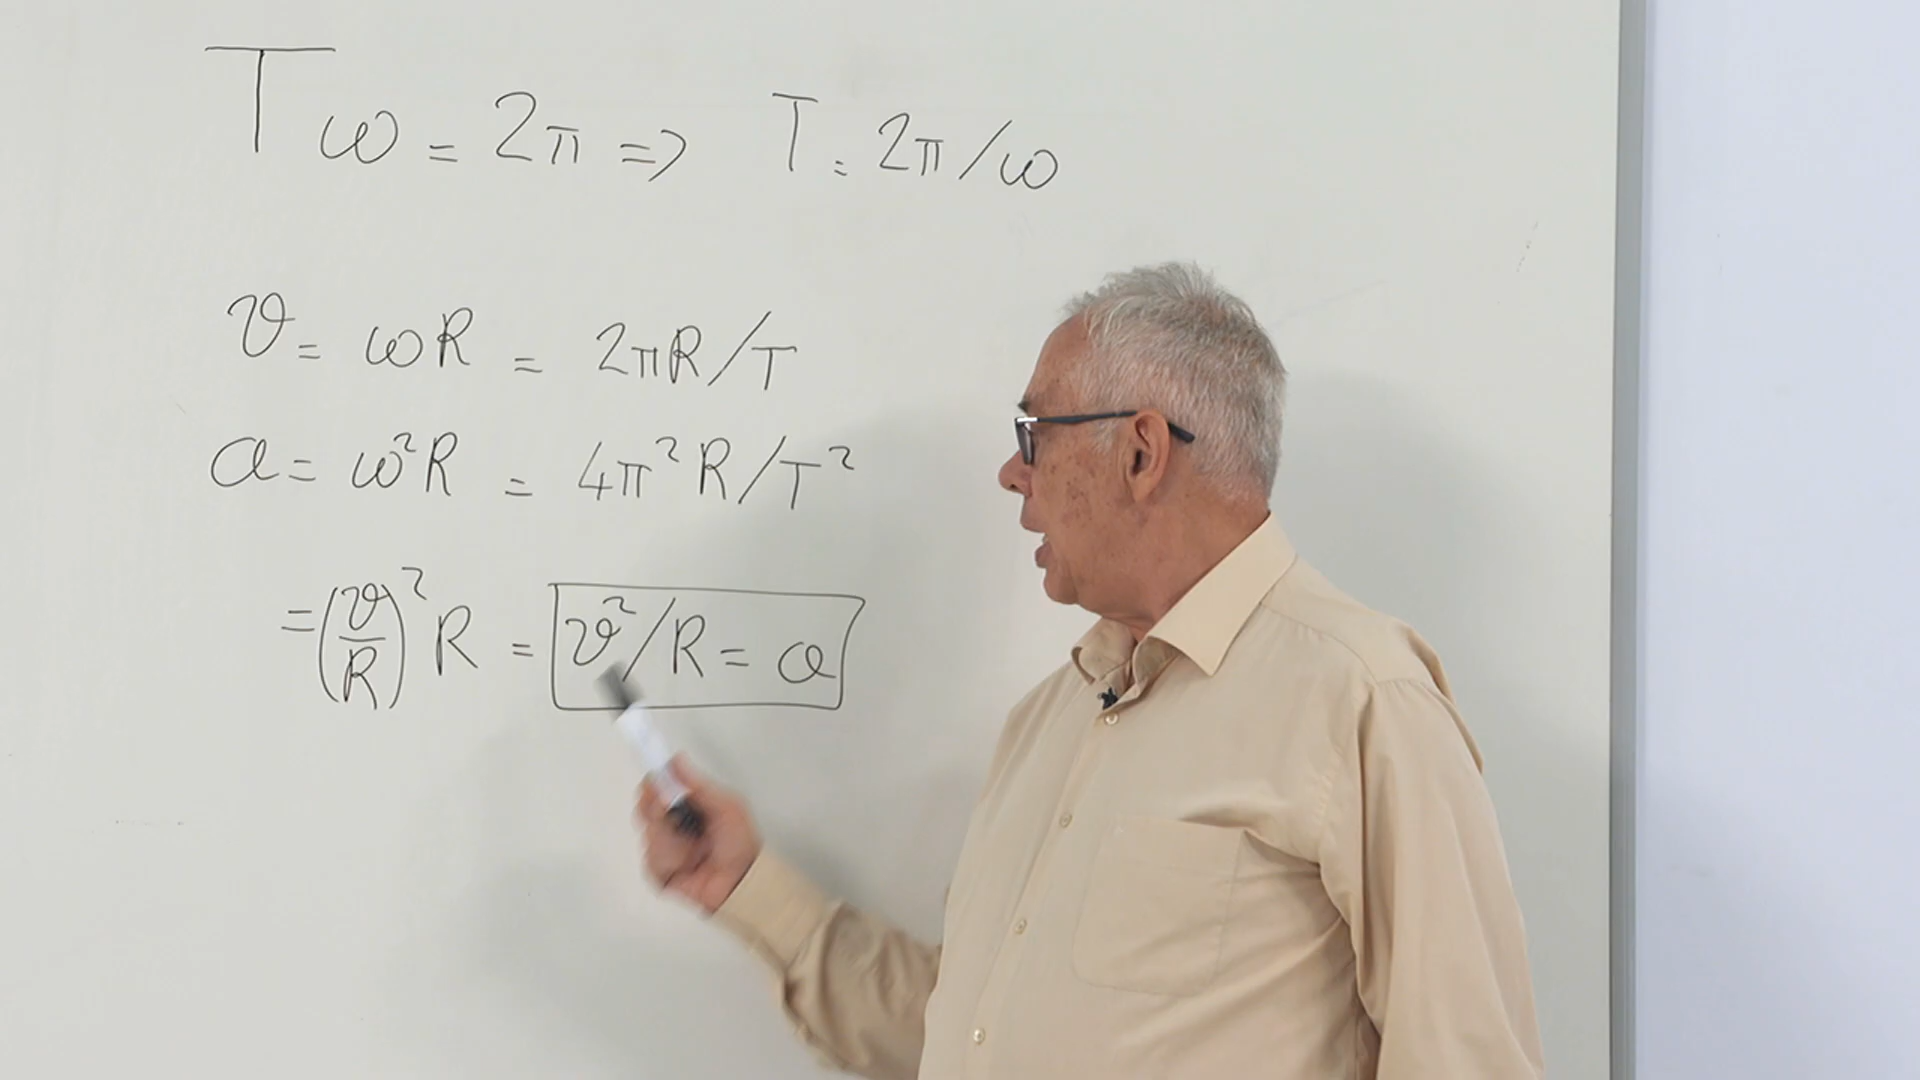 Tω = 2π => T = 2π/ω
v = ωR = 2πR/T
a = ω²R = 4π²R/T²
= (v/R)² R = v²/R = a